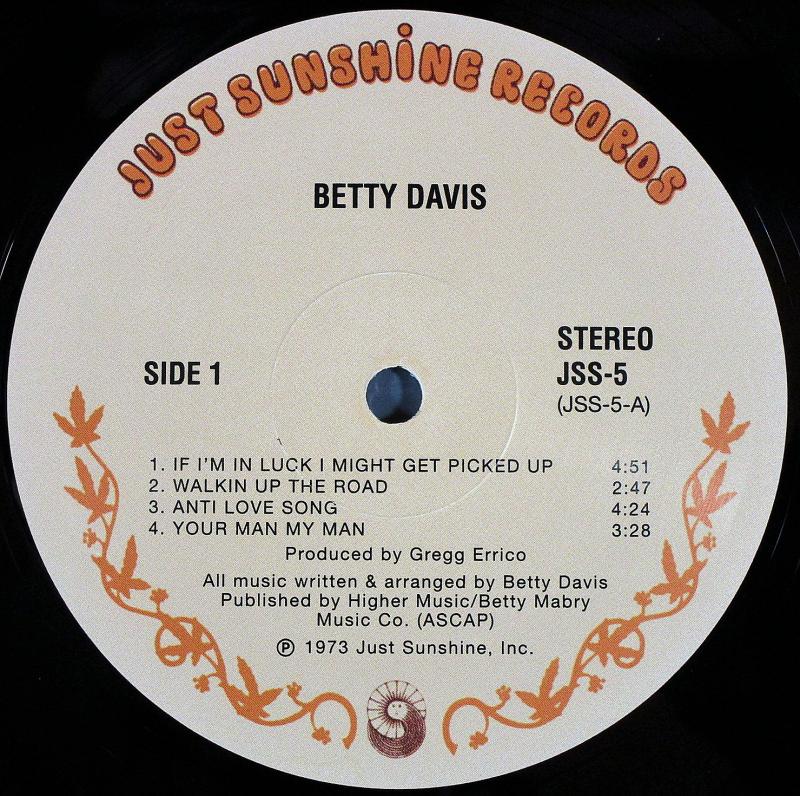 JUST SUNSHINE RECORDS
BETTY DAVIS
SIDE 1
STEREO
JSS-5
(JSS-5-A)
1. IF I'M IN LUCK I MIGHT GET PICKED UP 4:51
2. WALKIN UP THE ROAD 2:47
3. ANTI LOVE SONG 4:24
4. YOUR MAN MY MAN 3:28
Produced by Gregg Errico
All music written & arranged by Betty Davis
Published by Higher Music/Betty Mabry
Music Co. (ASCAP)
℗ 1973 Just Sunshine, Inc.